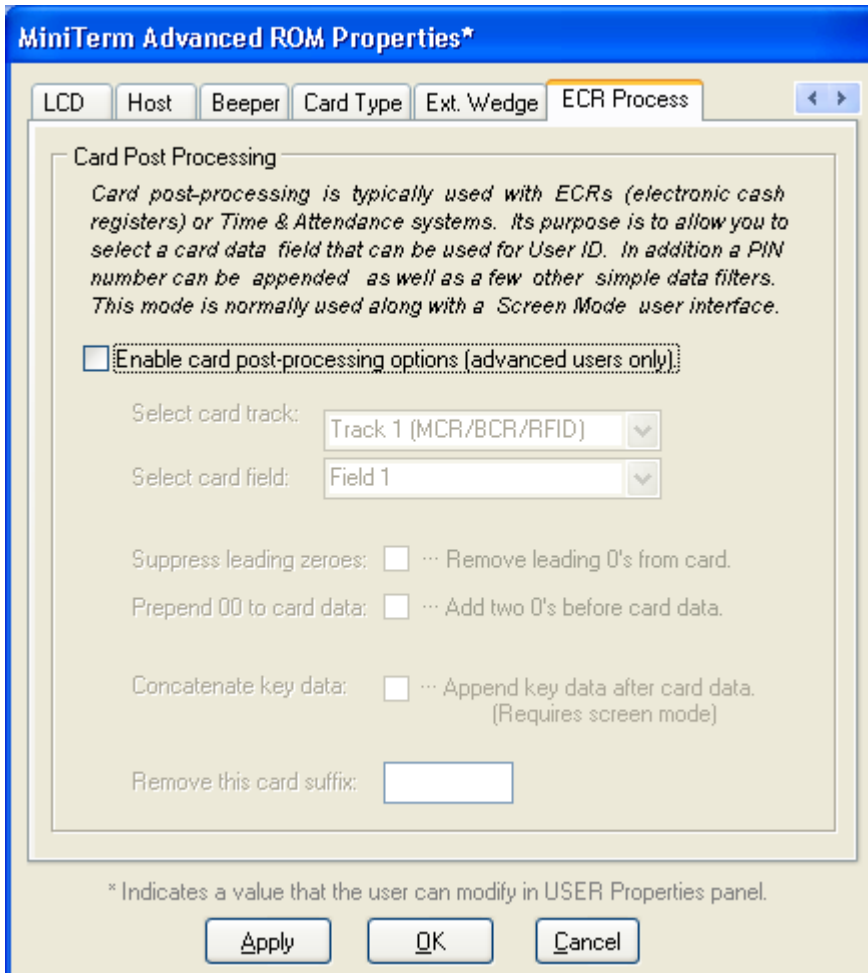 MiniTerm Advanced ROM Properties*
LCD Host Beeper Card Type Ext. Wedge ECR Process
Card Post Processing
Card post-processing is typically used with ECRs (electronic cash
registers) or Time & Attendance systems. Its purpose is to allow you to
select a card data field that can be used for User ID. In addition a PIN
number can be appended as well as a few other simple data filters.
This mode is normally used along with a Screen Mode user interface.
Enable card post-processing options (advanced users only).
Select card track: Track 1 (MCR/BCR/RFID)
Select card field: Field 1
Suppress leading zeroes: ··· Remove leading 0's from card.
Prepend 00 to card data: ··· Add two 0's before card data.
Concatenate key data: ··· Append key data after card data.
(Requires screen mode)
Remove this card suffix:
* Indicates a value that the user can modify in USER Properties panel.
Apply OK Cancel